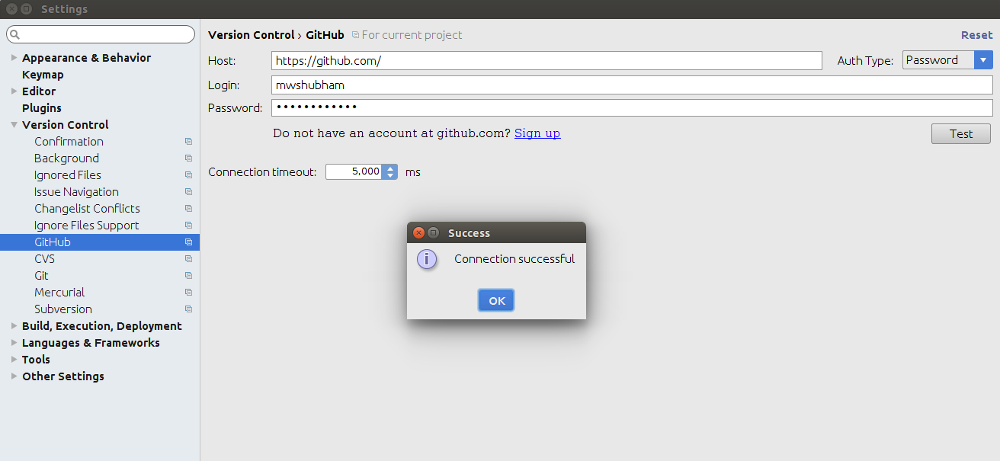 Settings
Version Control › GitHub For current project Reset
Appearance & Behavior
Keymap
Editor
Plugins
Version Control
Confirmation
Background
Ignored Files
Issue Navigation
Changelist Conflicts
Ignore Files Support
GitHub
CVS
Git
Mercurial
Subversion
Build, Execution, Deployment
Languages & Frameworks
Tools
Other Settings
Host: https://github.com/ Auth Type: Password
Login: mwshubham
Password: ••••••••••••
Do not have an account at github.com? Sign up
Test
Connection timeout: 5,000 ms
Success
Connection successful
OK